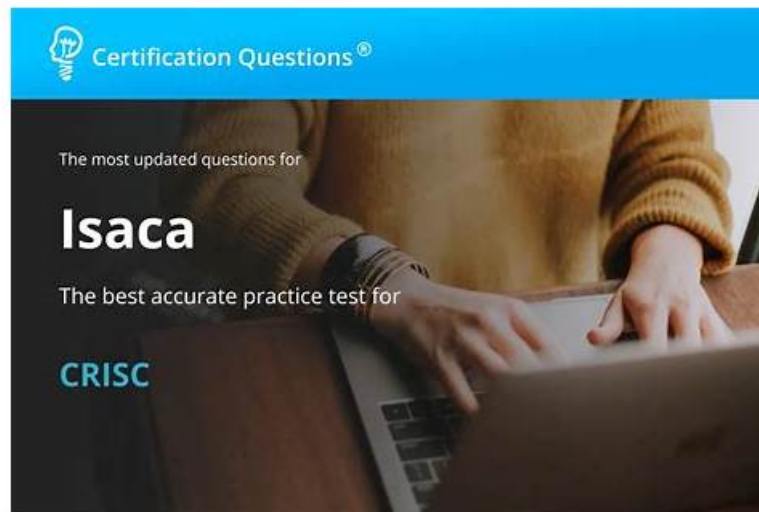 Certification Questions®
The most updated questions for
Isaca
The best accurate practice test for
CRISC